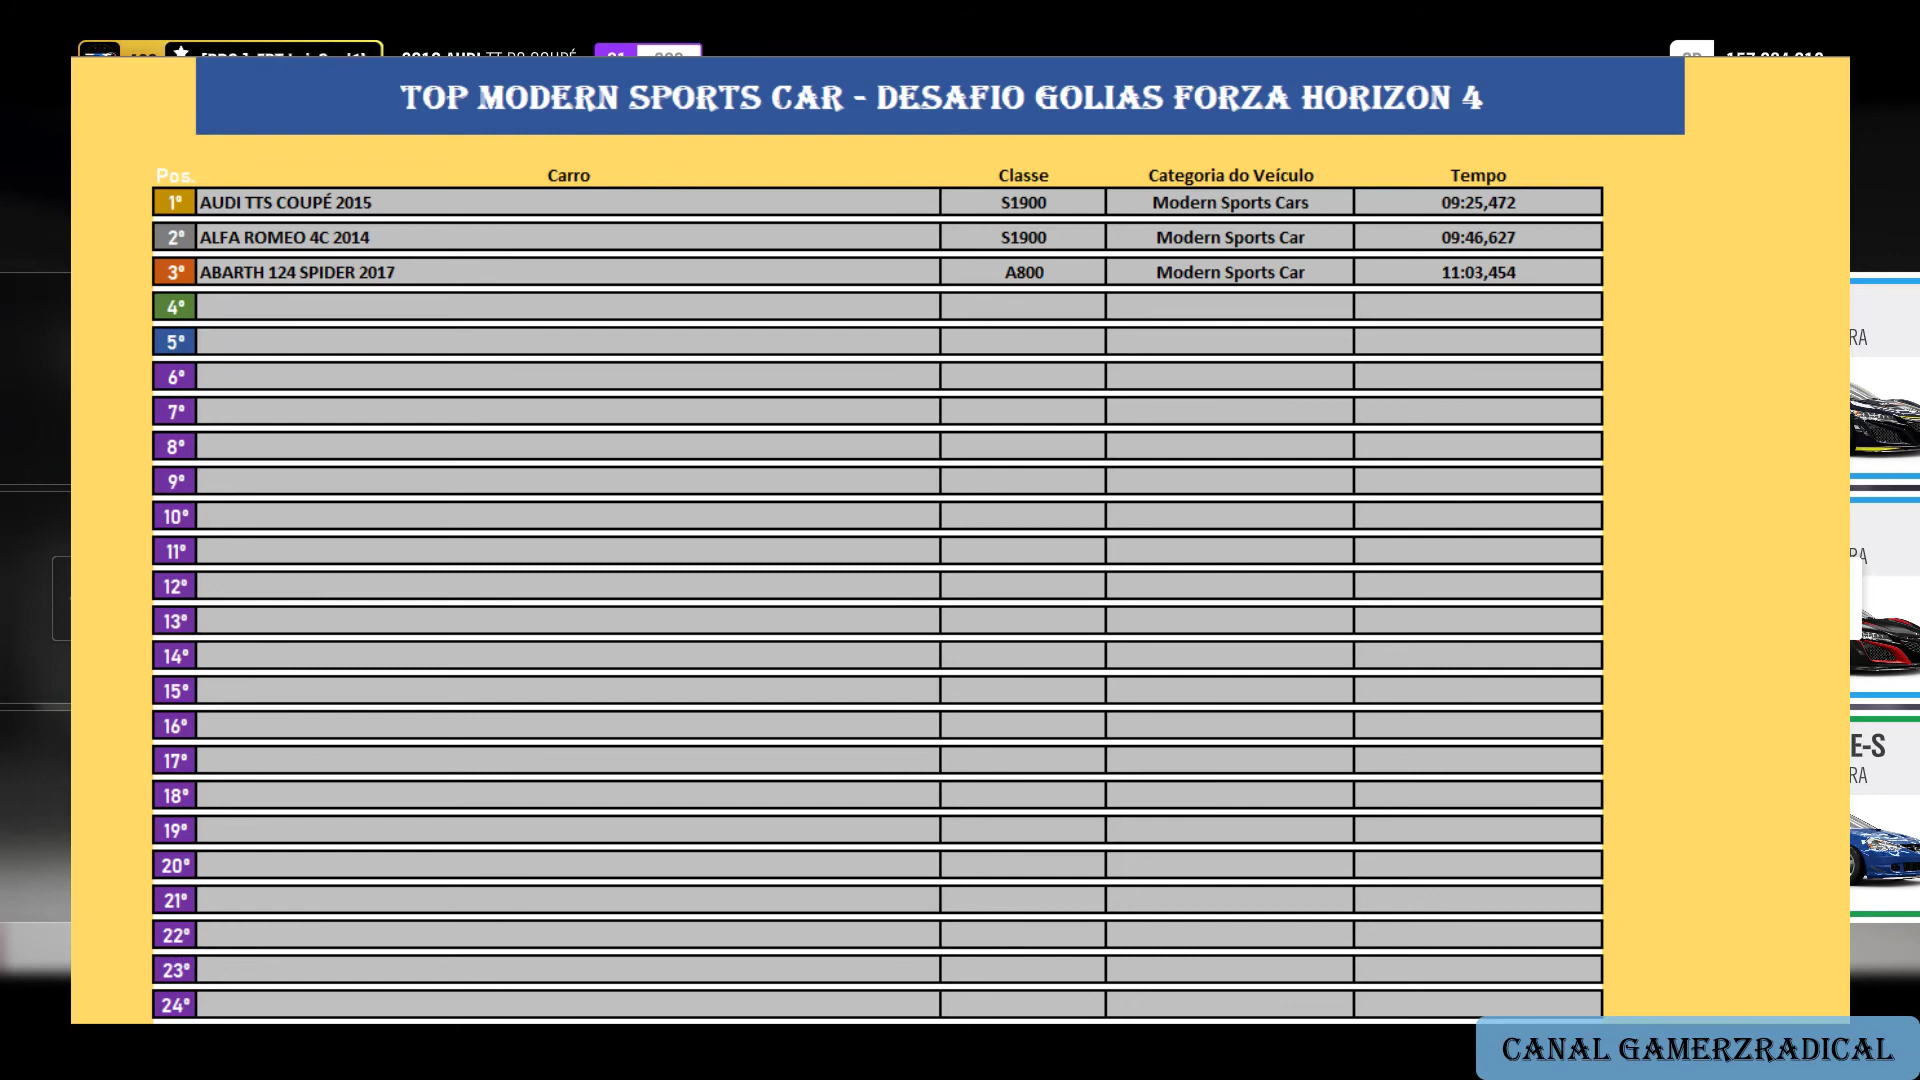 TOP MODERN SPORTS CAR - DESAFIO GOLIAS FORZA HORIZON 4
Pos. Carro Classe Categoria do Veículo Tempo
1º AUDI TTS COUPÉ 2015 S1900 Modern Sports Cars 09:25,472
2º ALFA ROMEO 4C 2014 S1900 Modern Sports Car 09:46,627
3º ABARTH 124 SPIDER 2017 A800 Modern Sports Car 11:03,454
4º
5º
RA
6º
7º
8º
9º
10º
11º
RA
12º
13º
14º
15º
16º
17º
E-S
RA
18º
19º
20º
21º
22º
23º
24º
CANAL GAMERZRADICAL